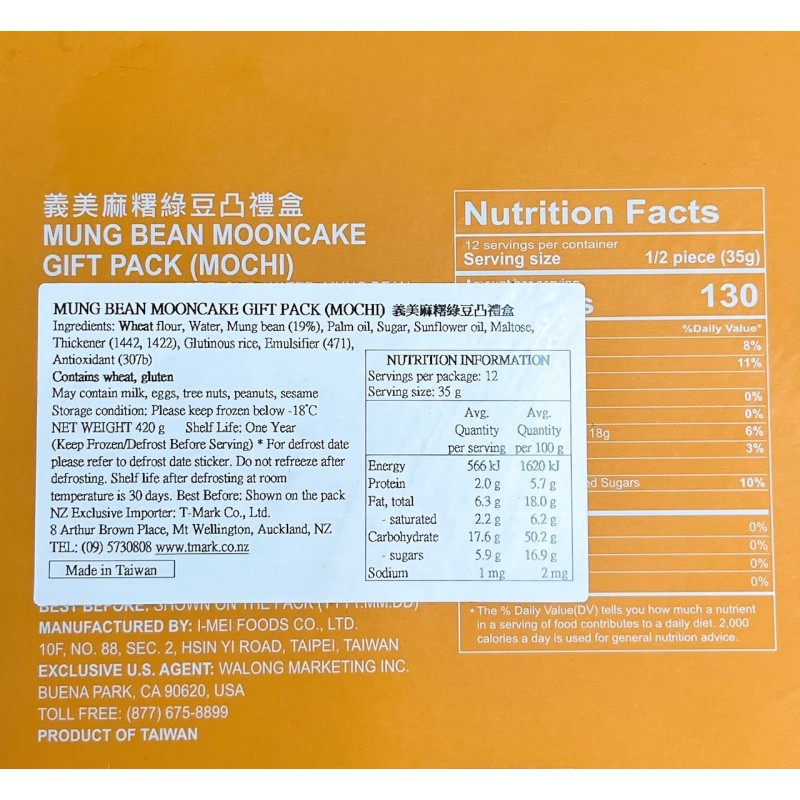 義美麻糬綠豆凸禮盒
MUNG BEAN MOONCAKE
GIFT PACK (MOCHI)
MUNG BEAN MOONCAKE GIFT PACK (MOCHI) 義美麻糬綠豆凸禮盒
Ingredients: Wheat flour, Water, Mung bean (19%), Palm oil, Sugar, Sunflower oil, Maltose,
Thickener (1442, 1422), Glutinous rice, Emulsifier (471),
Antioxidant (307b)
Contains wheat, gluten
May contain milk, eggs, tree nuts, peanuts, sesame
Storage condition: Please keep frozen below -18°C
NET WEIGHT 420 g Shelf Life: One Year
(Keep Frozen/Defrost Before Serving) * For defrost date
please refer to defrost date sticker. Do not refreeze after
defrosting. Shelf life after defrosting at room
temperature is 30 days. Best Before: Shown on the pack
NZ Exclusive Importer: T-Mark Co., Ltd.
8 Arthur Brown Place, Mt Wellington, Auckland, NZ
TEL: (09) 5730808 www.tmark.co.nz
Made in Taiwan
NUTRITION INFORMATION
Servings per package: 12
Serving size: 35 g
Avg. Avg.
Quantity Quantity
per serving per 100 g
Energy 566 kJ 1620 kJ
Protein 2.0 g 5.7 g
Fat, total 6.3 g 18.0 g
- saturated 2.2 g 6.2 g
Carbohydrate 17.6 g 50.2 g
- sugars 5.9 g 16.9 g
Sodium 1 mg 2 mg
BEST BEFORE: SHOWN ON THE PACK (YYYY.MM.DD)
MANUFACTURED BY: I-MEI FOODS CO., LTD.
10F, NO. 88, SEC. 2, HSIN YI ROAD, TAIPEI, TAIWAN
EXCLUSIVE U.S. AGENT: WALONG MARKETING INC.
BUENA PARK, CA 90620, USA
TOLL FREE: (877) 675-8899
PRODUCT OF TAIWAN
Nutrition Facts
12 servings per container
Serving size 1/2 piece (35g)
130
%Daily Value*
8%
11%
0%
0%
18g 6%
3%
Sugars 10%
0%
0%
0%
0%
* The % Daily Value(DV) tells you how much a nutrient
in a serving of food contributes to a daily diet. 2,000
calories a day is used for general nutrition advice.